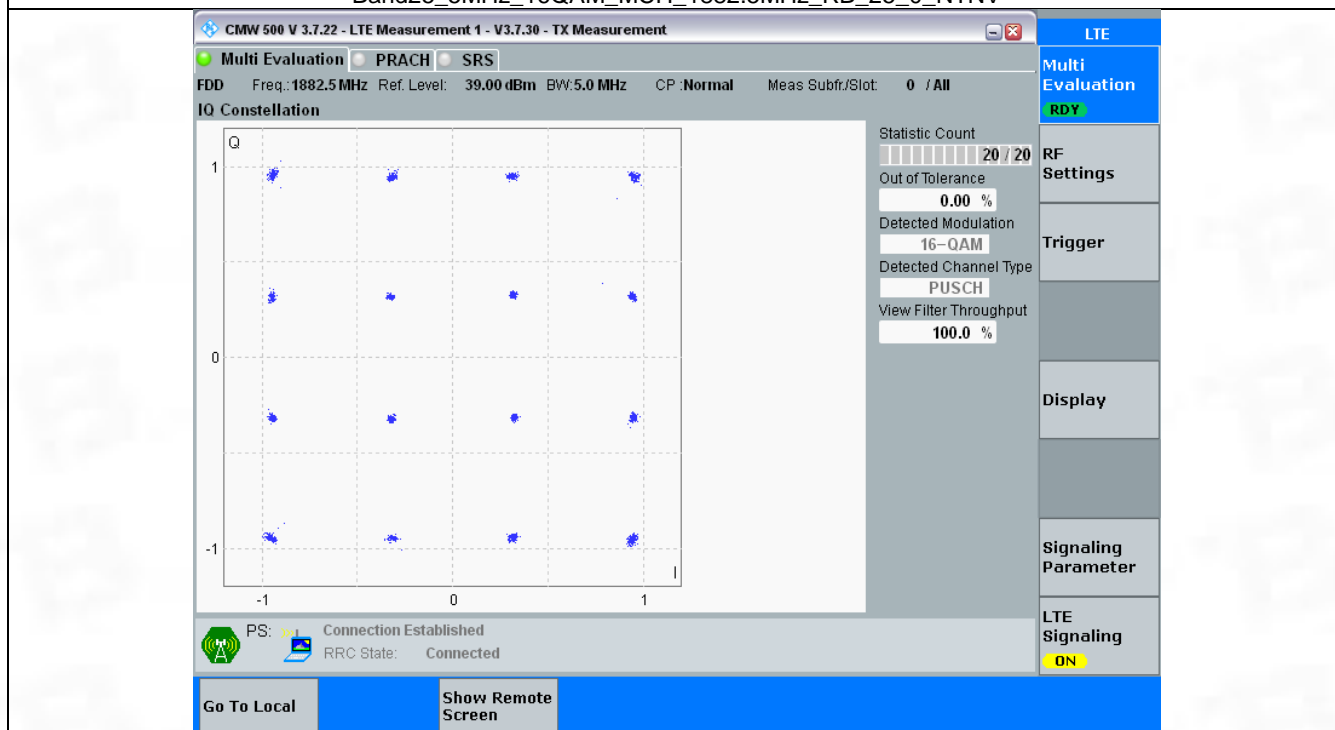 CMW 500 V 3.7.22 - LTE Measurement 1 - V3.7.30 - TX Measurement
LTE
Multi Evaluation PRACH SRS
FDD Freq.:1882.5 MHz Ref. Level: 39.00 dBm BW:5.0 MHz CP :Normal Meas Subfr./Slot: 0 / All
IQ Constellation
Q
1
0
-1
-1 0 1
I
Statistic Count
20 / 20
Out of Tolerance
0.00 %
Detected Modulation
16-QAM
Detected Channel Type
PUSCH
View Filter Throughput
100.0 %
Multi
Evaluation
RDY
RF
Settings
Trigger
Display
Signaling
Parameter
LTE
Signaling
ON
PS: Connection Established
RRC State: Connected
Go To Local
Show Remote
Screen